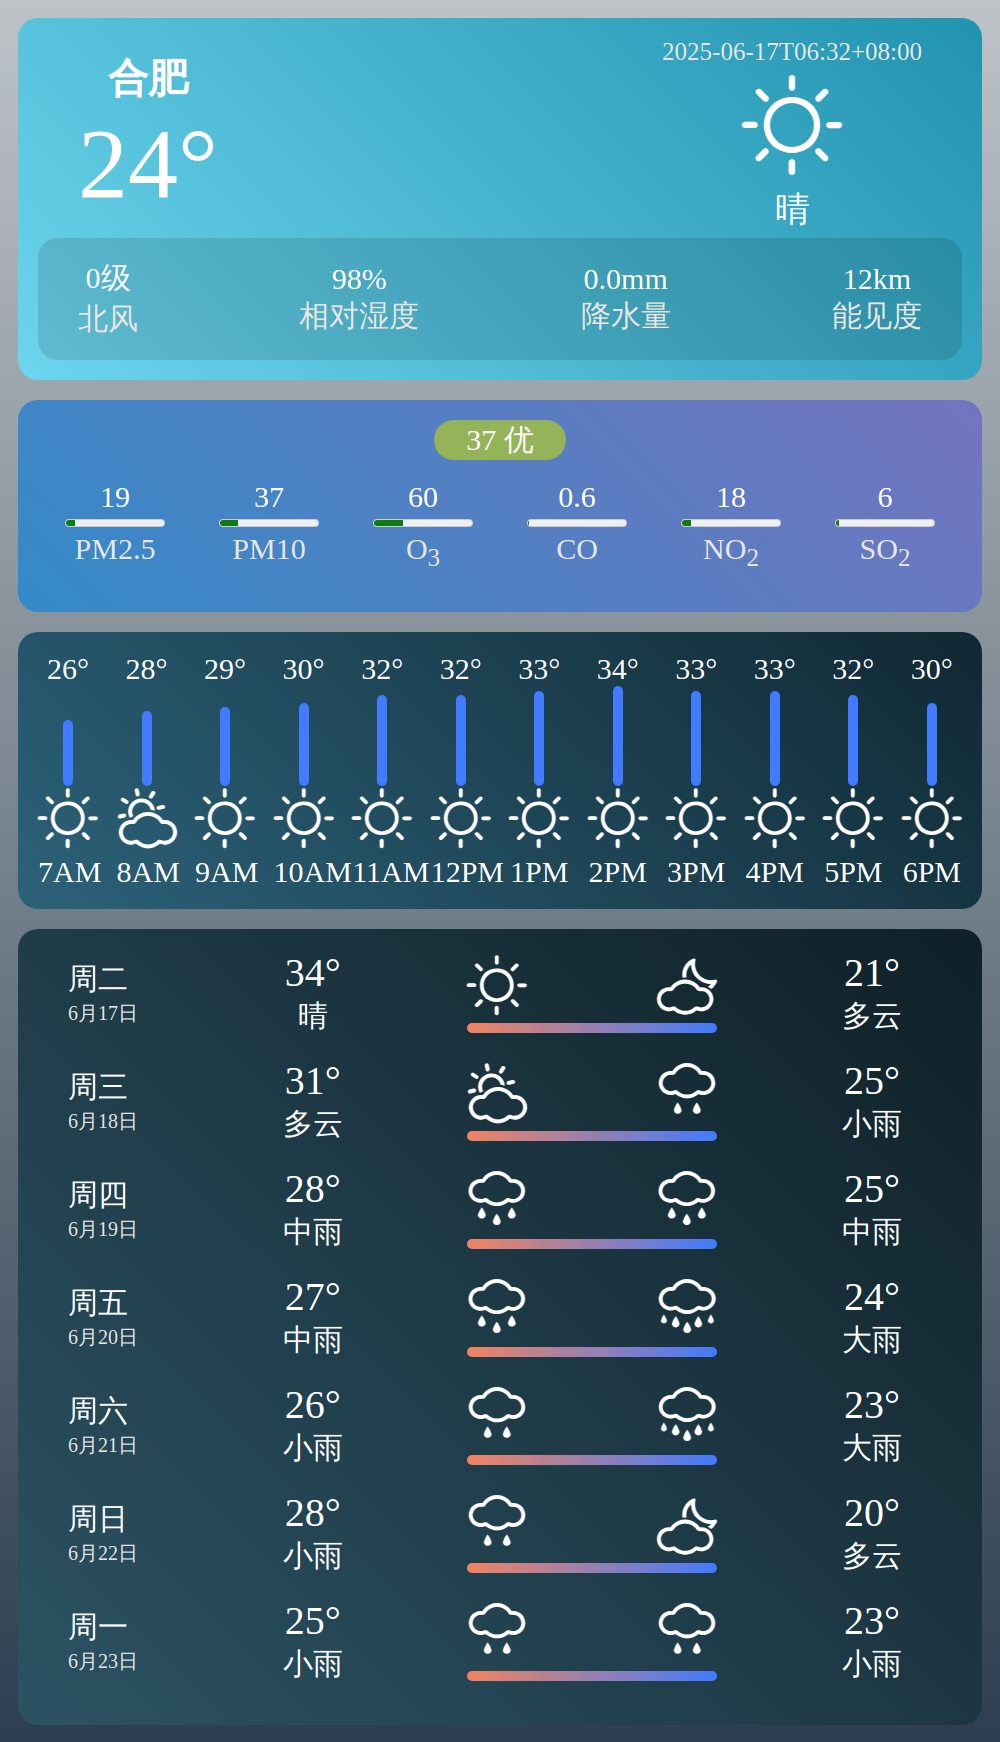 合肥
24°
2025-06-17T06:32+08:00
晴
0级 98% 0.0mm 12km
北风 相对湿度 降水量 能见度
37 优
19 37 60 0.6 18 6
PM2.5 PM10 O3 CO NO2 SO2
26° 28° 29° 30° 32° 32° 33° 34° 33° 33° 32° 30°
7AM 8AM 9AM 10AM 11AM 12PM 1PM 2PM 3PM 4PM 5PM 6PM
周二 34° 21°
6月17日 晴 多云
周三 31° 25°
6月18日 多云 小雨
周四 28° 25°
6月19日 中雨 中雨
周五 27° 24°
6月20日 中雨 大雨
周六 26° 23°
6月21日 小雨 大雨
周日 28° 20°
6月22日 小雨 多云
周一 25° 23°
6月23日 小雨 小雨